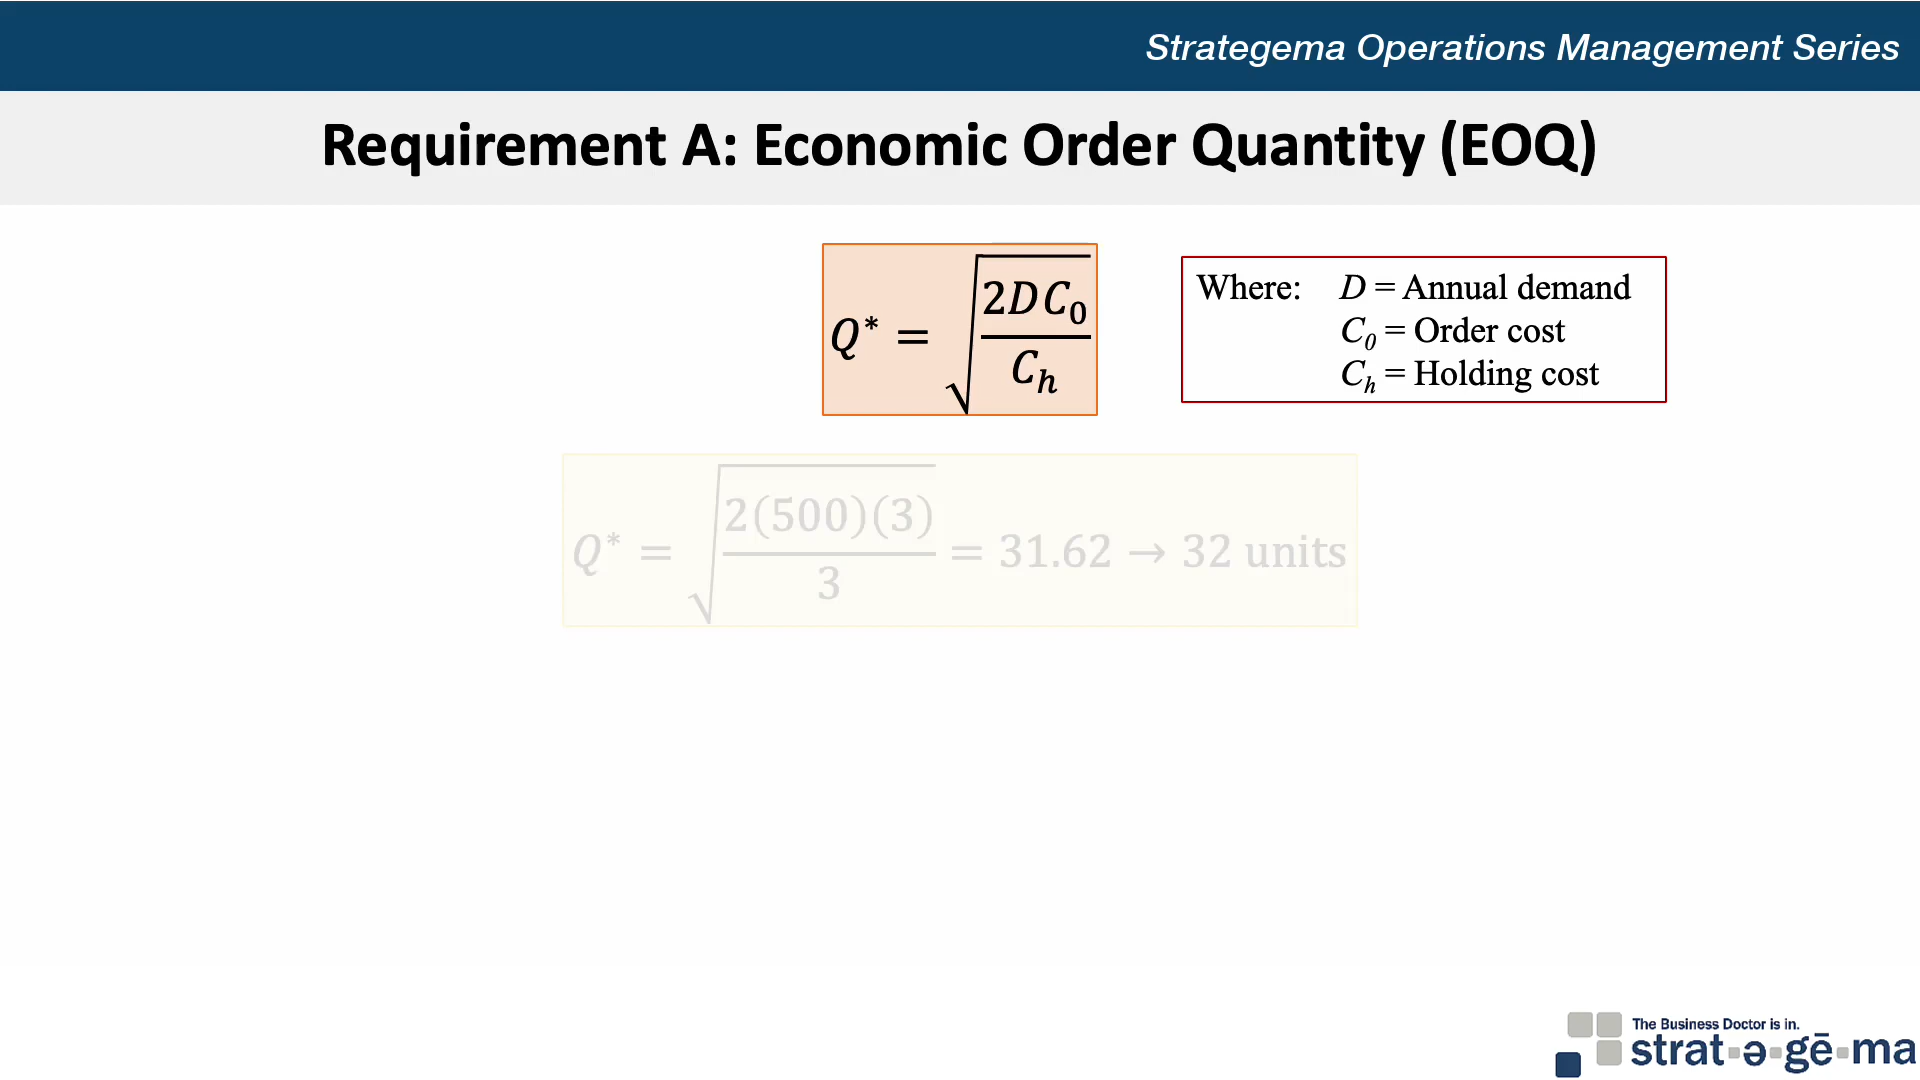 Strategema Operations Management Series
Requirement A: Economic Order Quantity (EOQ)
Q* = √(2DC₀/Cₕ)
Where: D = Annual demand
C₀ = Order cost
Cₕ = Holding cost
Q* = √(2(500)(3)/3) = 31.62 → 32 units
The Business Doctor is in.
strat▪ə▪gē▪ma